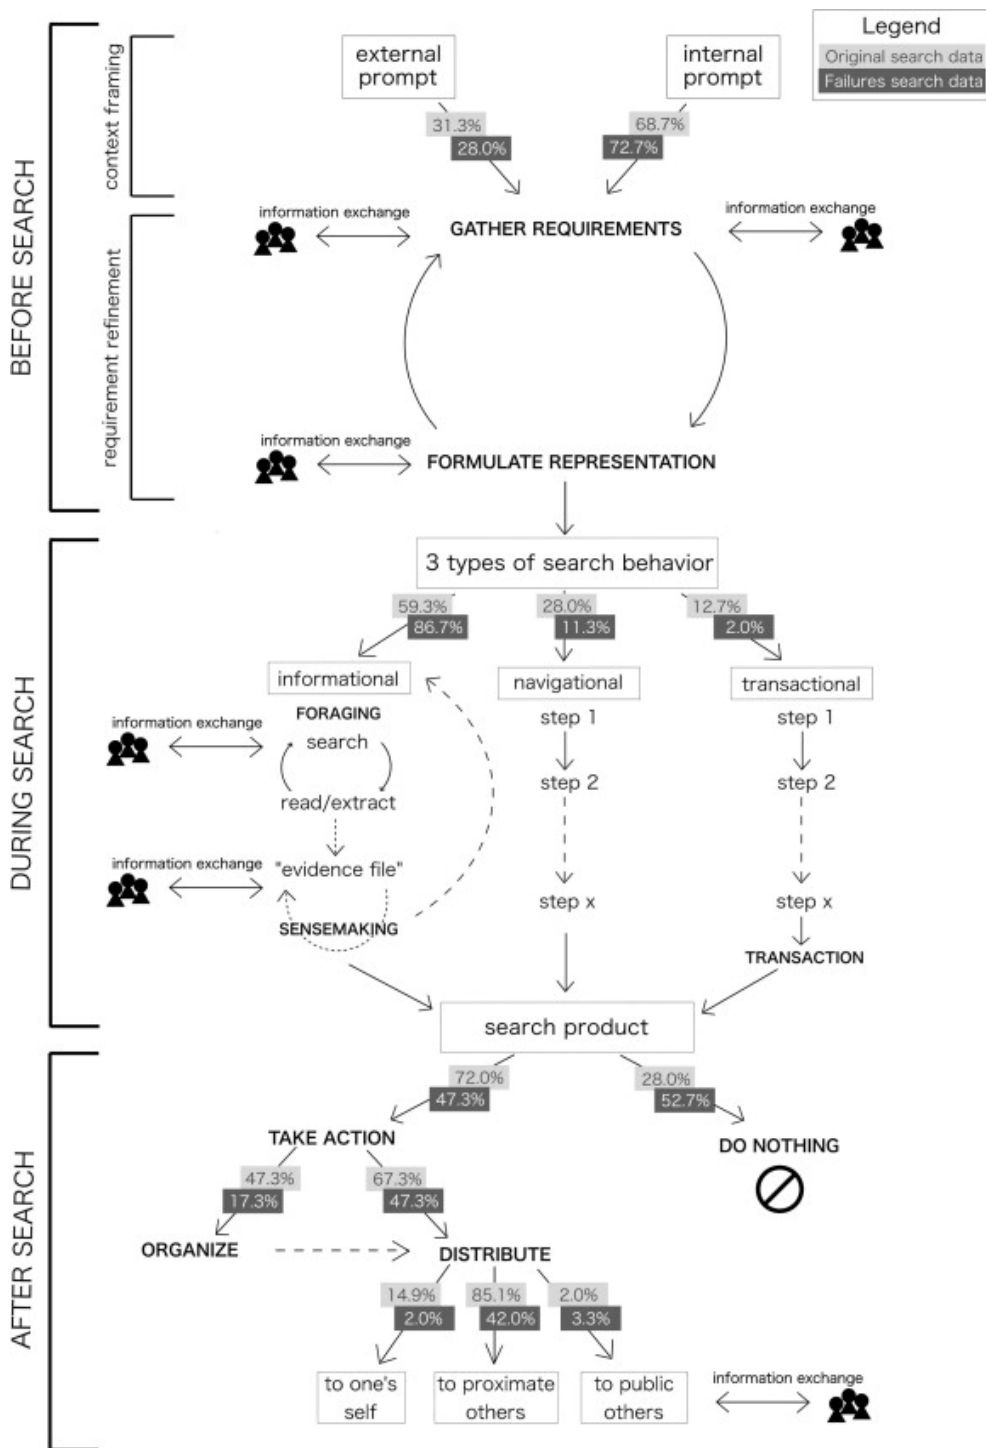 Legend
Original search data
Failures search data
BEFORE SEARCH
context framing
external
prompt
internal
prompt
31.3%
28.0%
68.7%
72.7%
requirement refinement
information exchange
GATHER REQUIREMENTS
information exchange
information exchange
FORMULATE REPRESENTATION
DURING SEARCH
3 types of search behavior
59.3%
86.7%
28.0%
11.3%
12.7%
2.0%
informational
navigational
transactional
FORAGING
information exchange
search
read/extract
information exchange
"evidence file"
SENSEMAKING
step 1
step 2
step x
step 1
step 2
step x
TRANSACTION
search product
AFTER SEARCH
72.0%
47.3%
28.0%
52.7%
TAKE ACTION
DO NOTHING
47.3%
17.3%
67.3%
47.3%
ORGANIZE
DISTRIBUTE
14.9%
2.0%
85.1%
42.0%
2.0%
3.3%
to one's
self
to proximate
others
to public
others
information exchange